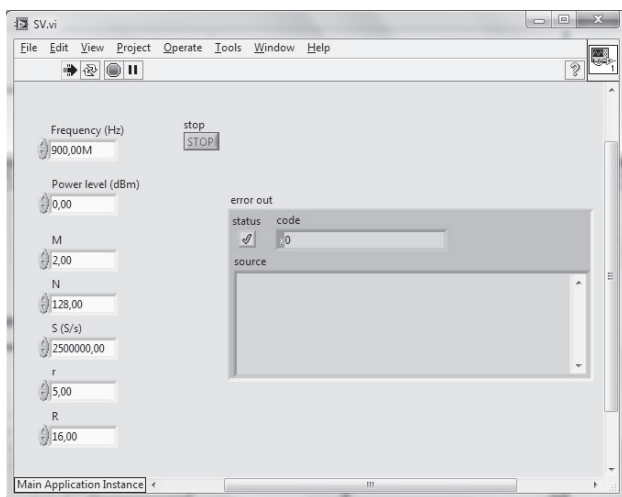 SV.vi
File Edit View Project Operate Tools Window Help
?
1
Frequency (Hz)
900,00M
stop
STOP
Power level (dBm)
0,00
error out
status code
0
source
M
2,00
N
128,00
S (S/s)
2500000,00
r
5,00
R
16,00
Main Application Instance